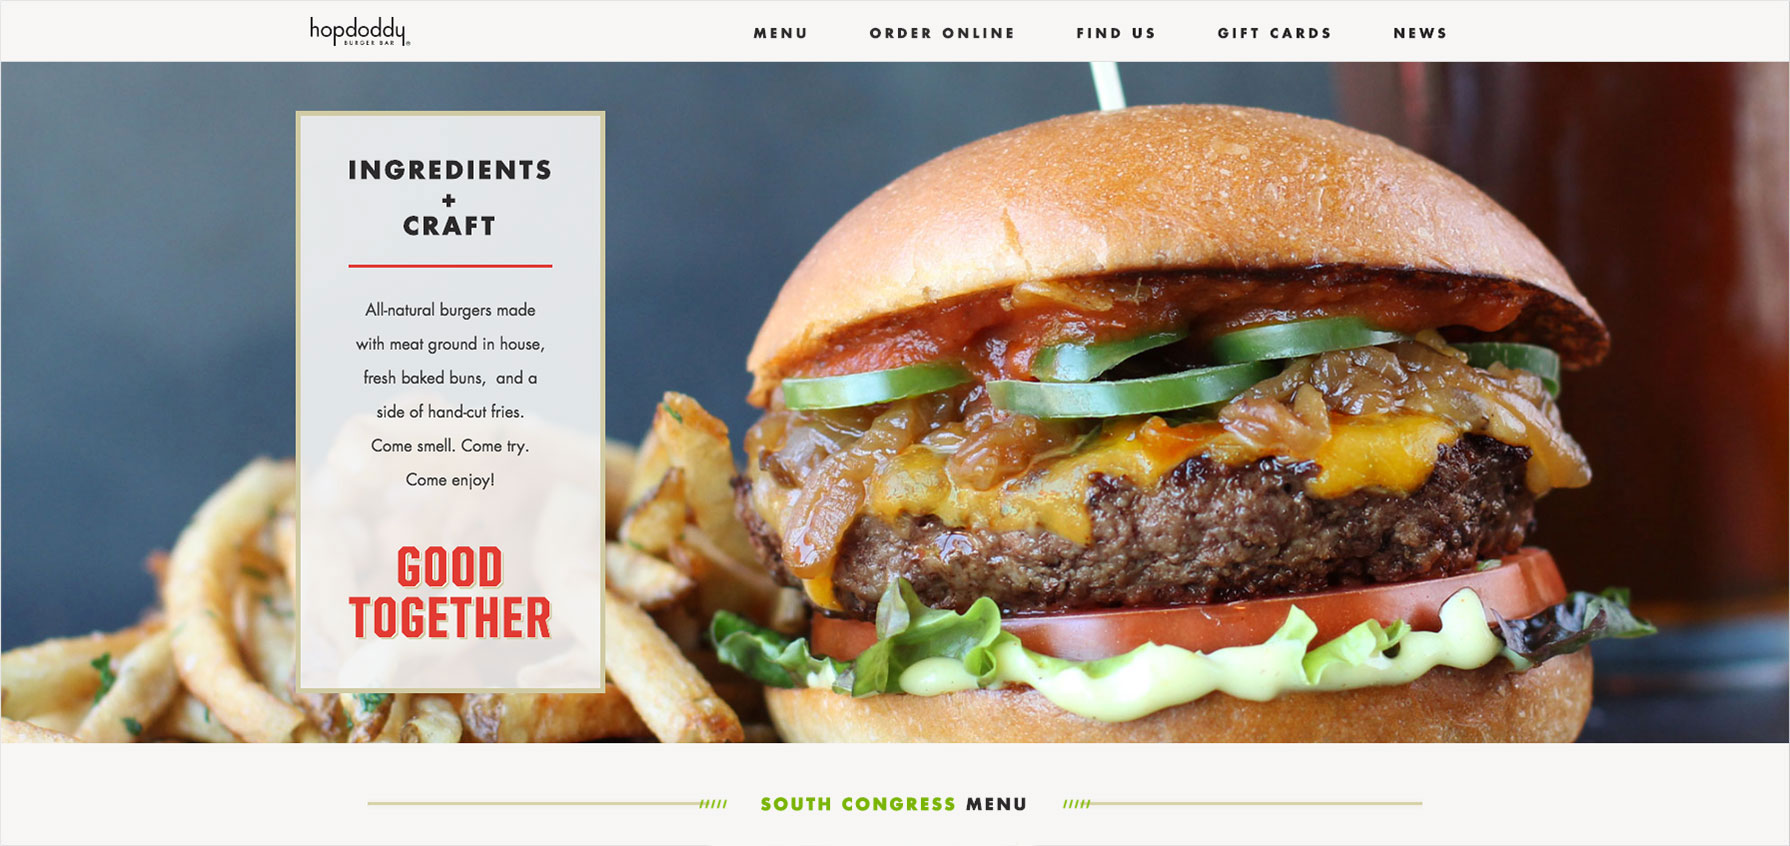 hopdoddy
BURGER BAR
MENU
ORDER ONLINE
FIND US
GIFT CARDS
NEWS
INGREDIENTS
+
CRAFT
All-natural burgers made
with meat ground in house,
fresh baked buns, and a
side of hand-cut fries.
Come smell. Come try.
Come enjoy!
GOOD
TOGETHER
SOUTH CONGRESS MENU